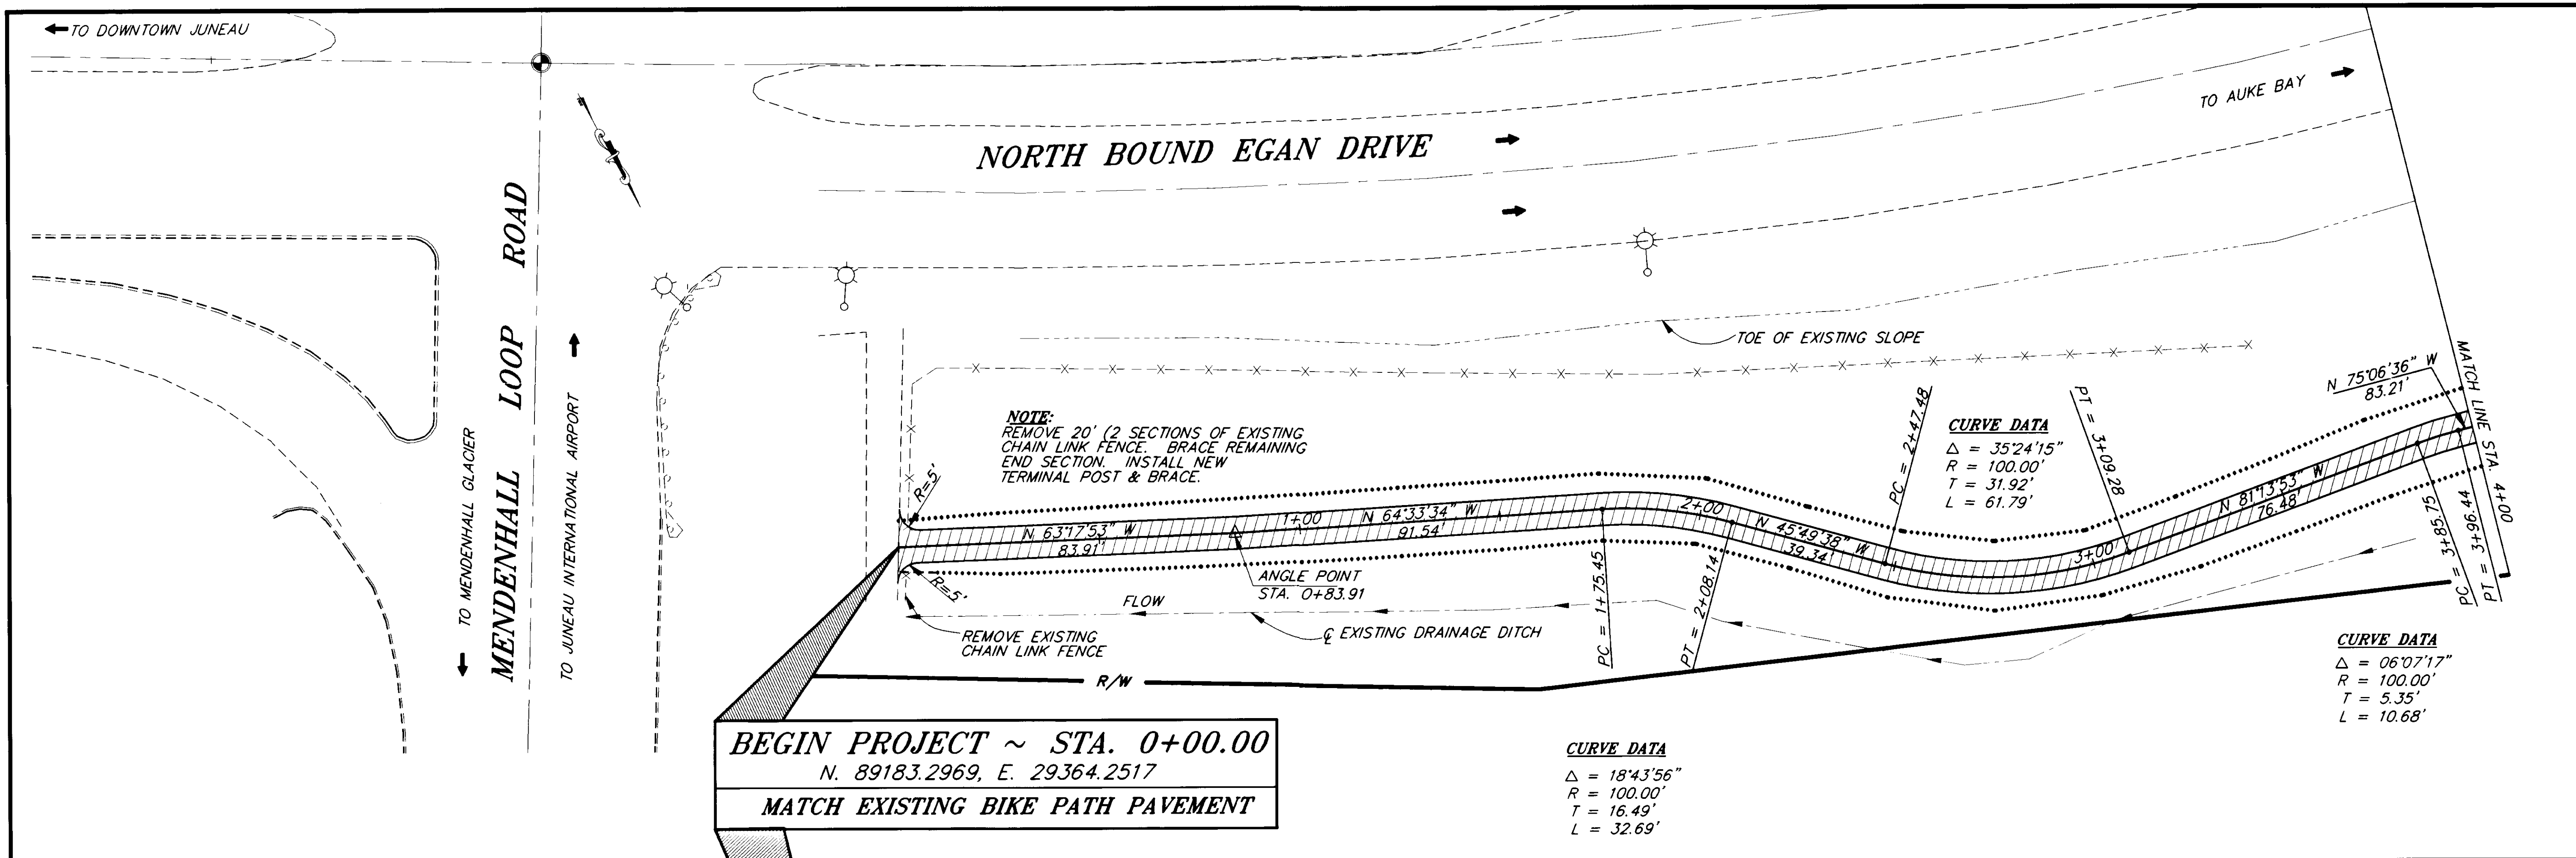 TO DOWNTOWN JUNEAU
NORTH BOUND EGAN DRIVE
TO AUKE BAY
MENDENHALL LOOP ROAD
TO MENDENHALL GLACIER
TO JUNEAU INTERNATIONAL AIRPORT
TOE OF EXISTING SLOPE
MATCH LINE STA. 4+00
N 75°06'36" W
83.21'
NOTE:
REMOVE 20' (2 SECTIONS OF EXISTING
CHAIN LINK FENCE. BRACE REMAINING
END SECTION. INSTALL NEW
TERMINAL POST & BRACE.
R=5'
PC = 2+47.48
CURVE DATA
Δ = 35°24'15"
R = 100.00'
T = 31.92'
L = 61.79'
PT = 3+09.28
N 63°17'53" W
83.91'
1+00
N 64°33'34" W
91.54'
2+00
N 45°49'38" W
39.34'
3+00
N 81°13'53" W
76.48'
R=5'
ANGLE POINT
STA. 0+83.91
PC = 1+75.45
PT = 2+08.14
PC = 3+85.75
PT = 3+96.44
FLOW
℄ EXISTING DRAINAGE DITCH
REMOVE EXISTING
CHAIN LINK FENCE
R/W
CURVE DATA
Δ = 06°07'17"
R = 100.00'
T = 5.35'
L = 10.68'
BEGIN PROJECT ~ STA. 0+00.00
N. 89183.2969, E. 29364.2517
MATCH EXISTING BIKE PATH PAVEMENT
CURVE DATA
Δ = 18°43'56"
R = 100.00'
T = 16.49'
L = 32.69'